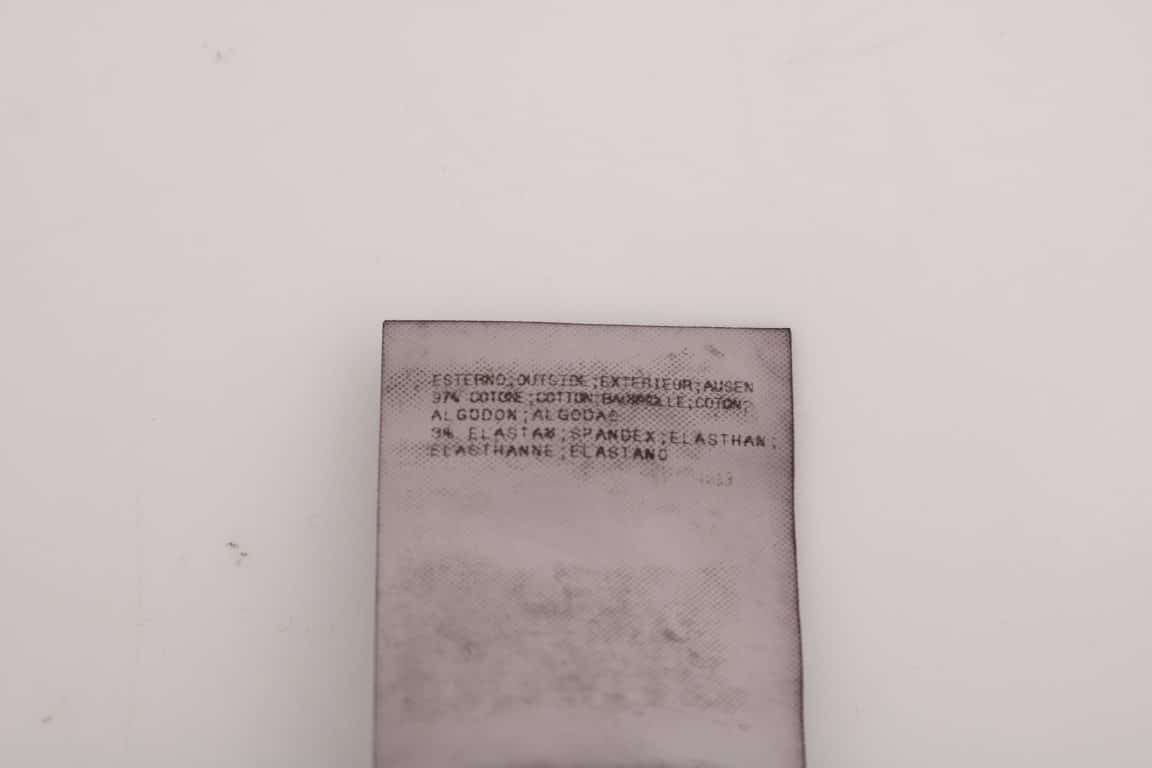 ESTERNO;OUTSIDE;EXTERIEUR;AUSEN
97% COTONE;COTTON BAUMWOLLE;COTON;
ALGODON;ALGODAO
3% ELASTAN;SPANDEX;ELASTHAN;
ELASTHANNE;ELASTANO